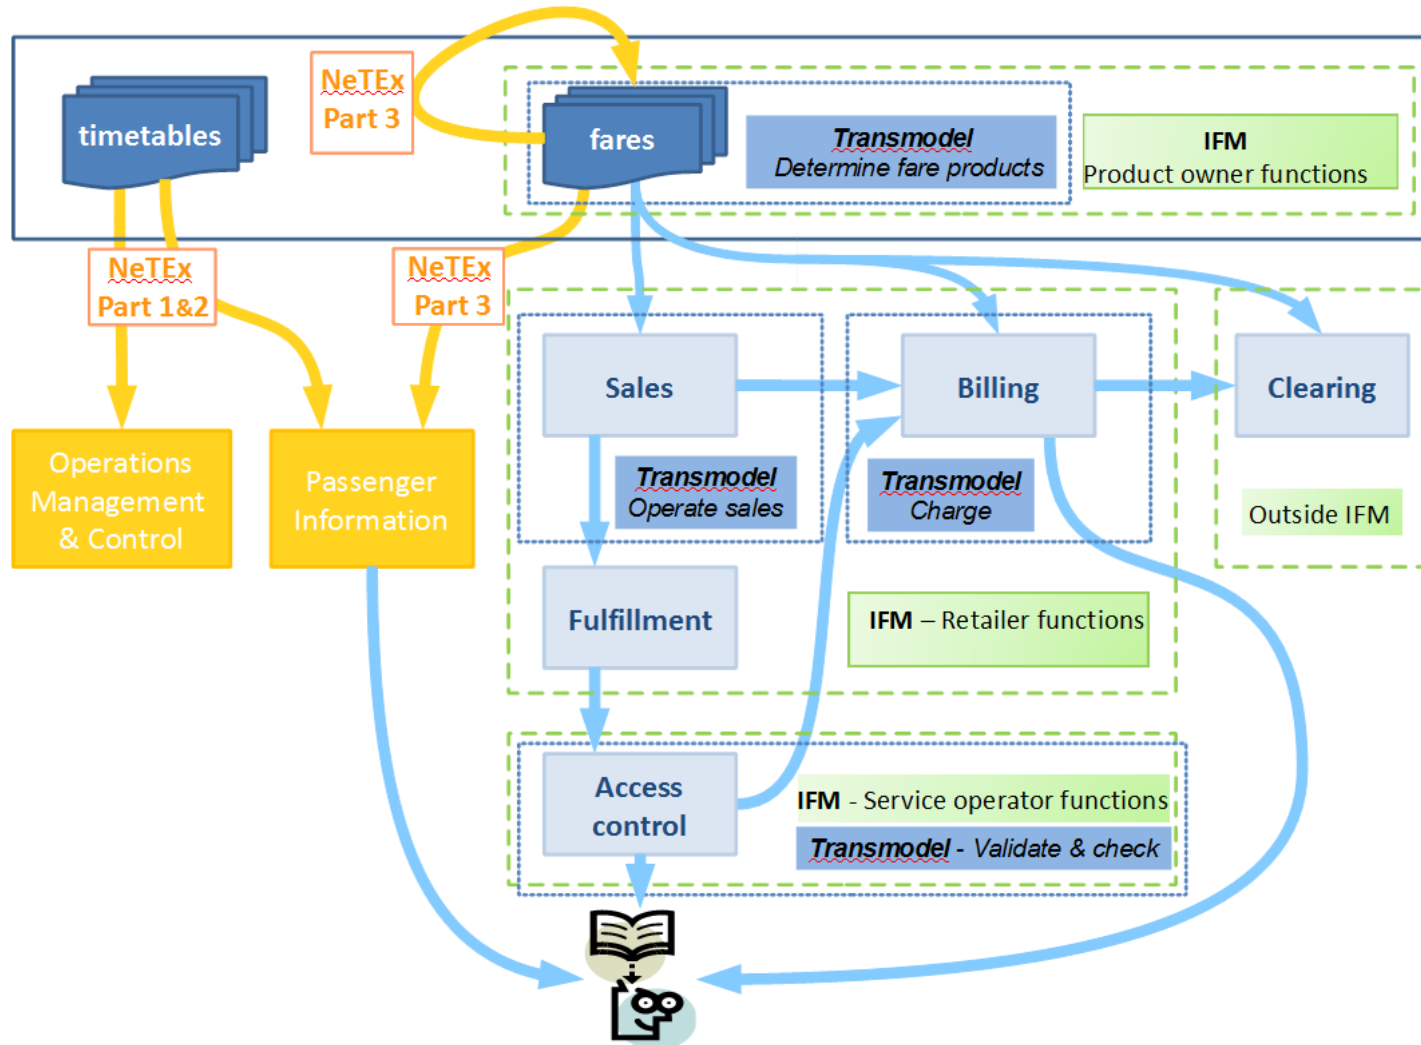 timetables
NeTEx
Part 3
fares
Transmodel
Determine fare products
IFM
Product owner functions
NeTEx
Part 1&2
NeTEx
Part 3
Sales
Billing
Clearing
Operations
Management
& Control
Passenger
Information
Transmodel
Operate sales
Transmodel
Charge
Outside IFM
Fulfillment
IFM – Retailer functions
Access
control
IFM - Service operator functions
Transmodel - Validate & check